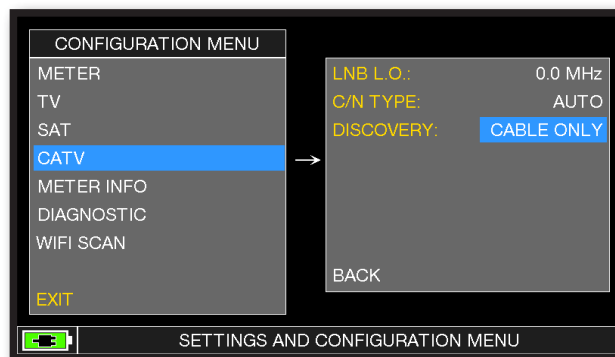 CONFIGURATION MENU
METER
TV
SAT
CATV
METER INFO
DIAGNOSTIC
WIFI SCAN
EXIT
→
LNB L.O.: 0.0 MHz
C/N TYPE: AUTO
DISCOVERY: CABLE ONLY
BACK
SETTINGS AND CONFIGURATION MENU